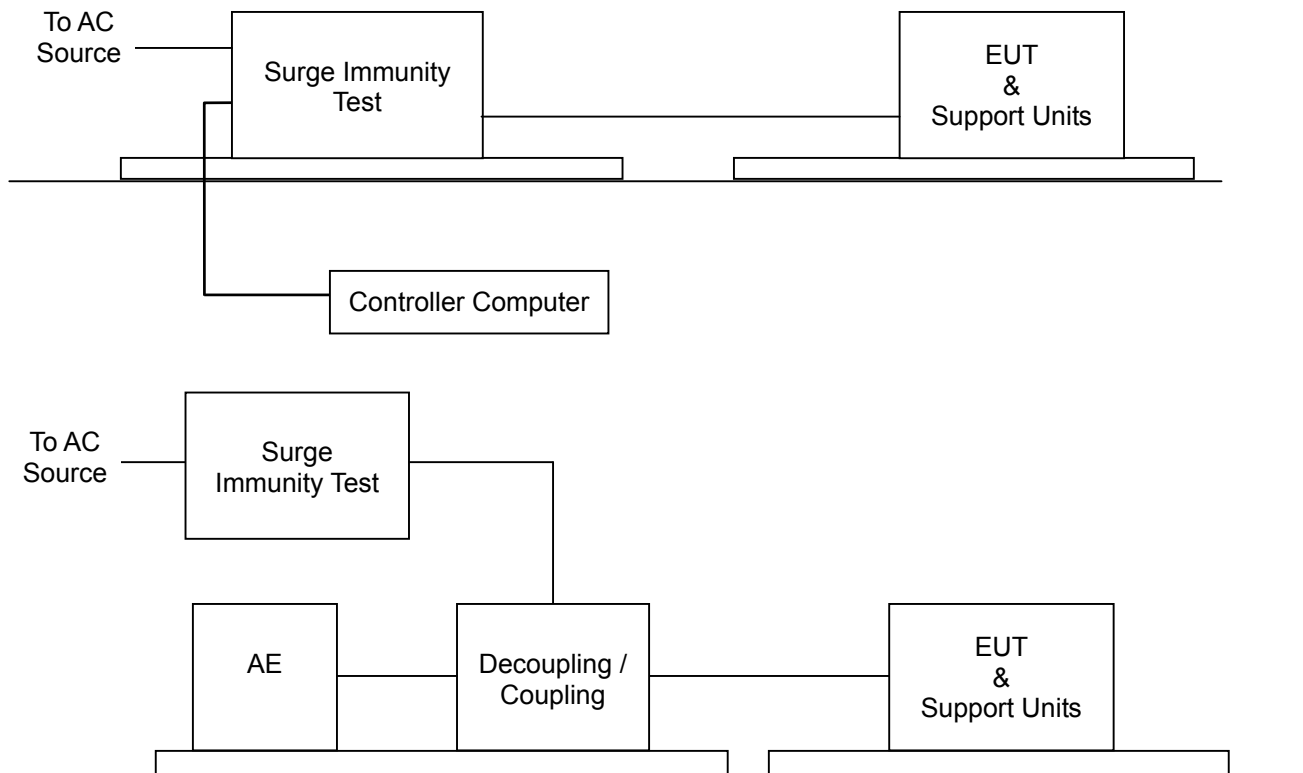 To AC
Source
Surge Immunity
Test
EUT
&
Support Units
Controller Computer
To AC
Source
Surge
Immunity Test
AE
Decoupling /
Coupling
EUT
&
Support Units